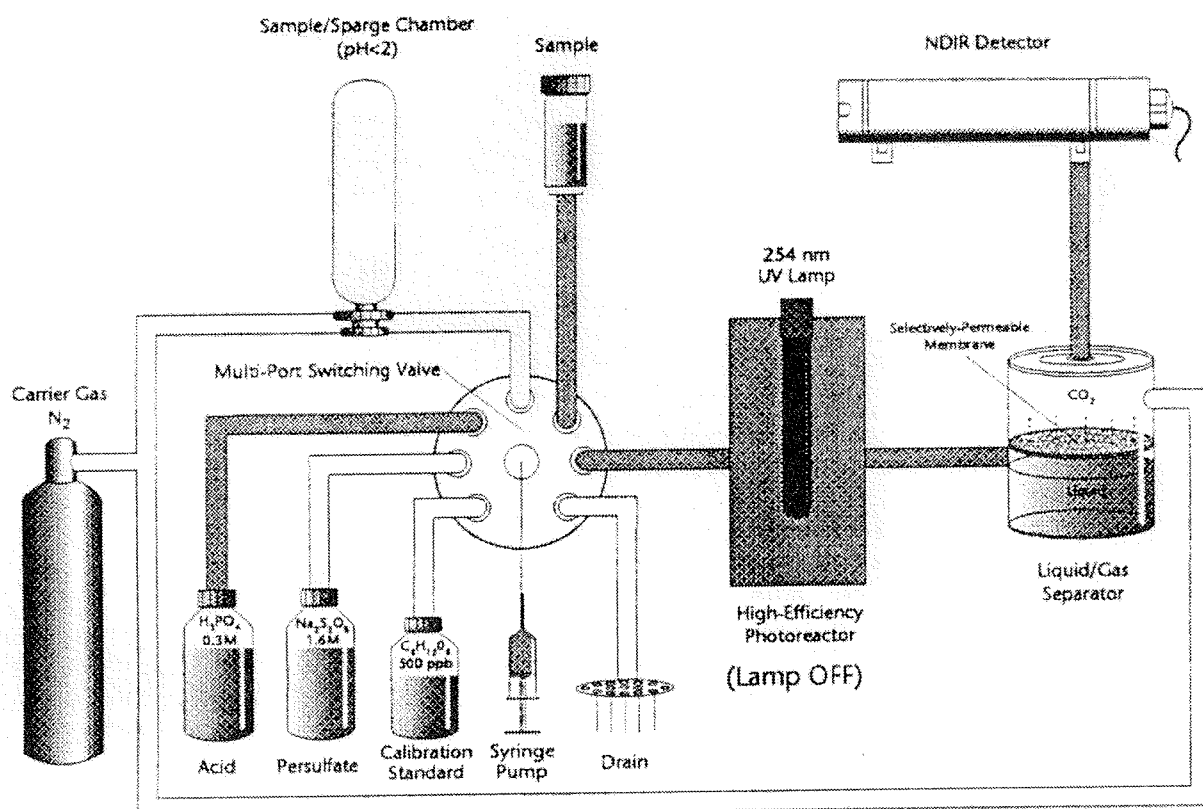 Sample/Sparge Chamber
(pH<2)
Sample
NDIR Detector
254 nm
UV Lamp
Selectively-Permeable
Membrane
Multi-Port Switching Valve
Carrier Gas
N₂
CO₂
Liquid
Liquid/Gas
Separator
High-Efficiency
Photoreactor
(Lamp OFF)
H₃PO₄
0.3M
Na₂S₂O₈
1.6M
C₆H₁₂O₆
500 ppb
Acid
Persulfate
Calibration
Standard
Syringe
Pump
Drain